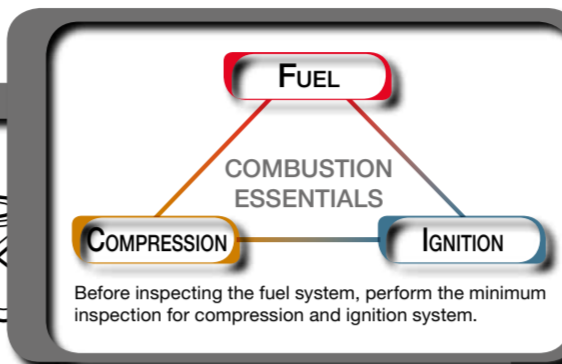 FUEL
COMBUSTION
ESSENTIALS
COMPRESSION
IGNITION
Before inspecting the fuel system, perform the minimum
inspection for compression and ignition system.